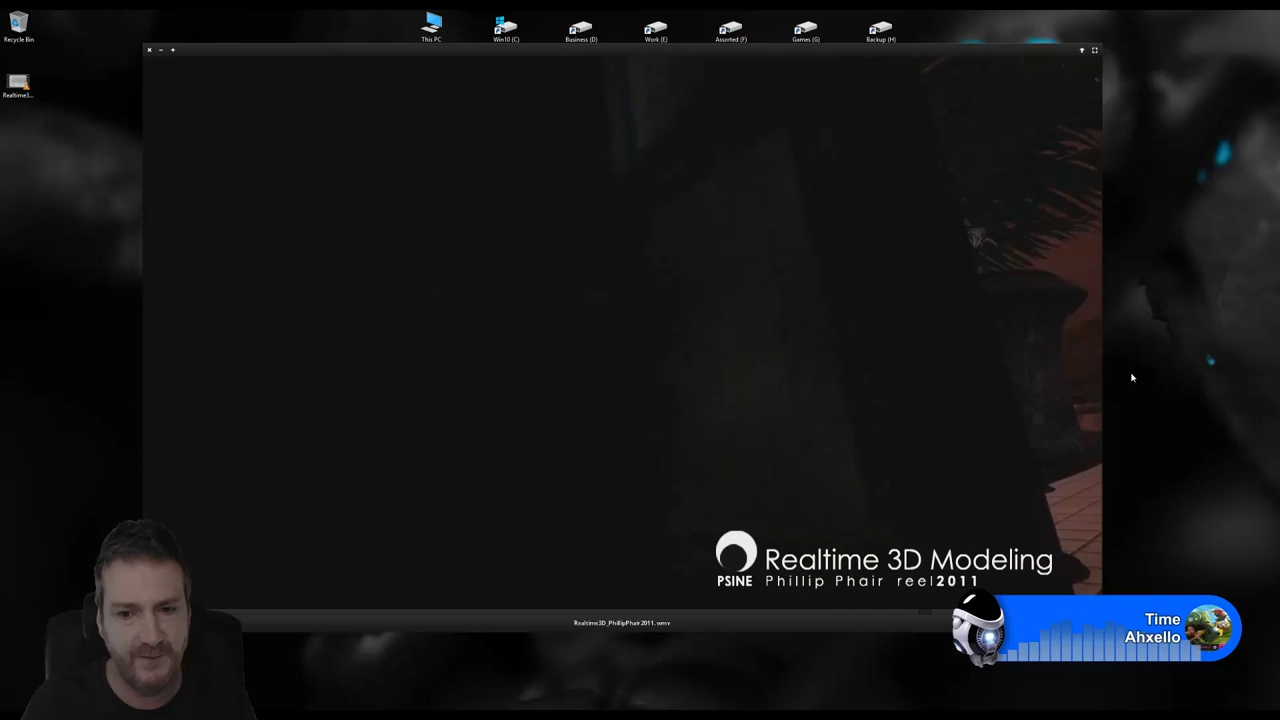 This PC
Win10 (C)
Business (D)
Work (E)
Assorted (F)
Games (G)
Backup (H)
Recycle Bin
Realtime3...
Realtime 3D Modeling
PSINE
Phillip Phair reel2011
Time
Ahxello
Realtime3D_PhillipPhair2011.wmv